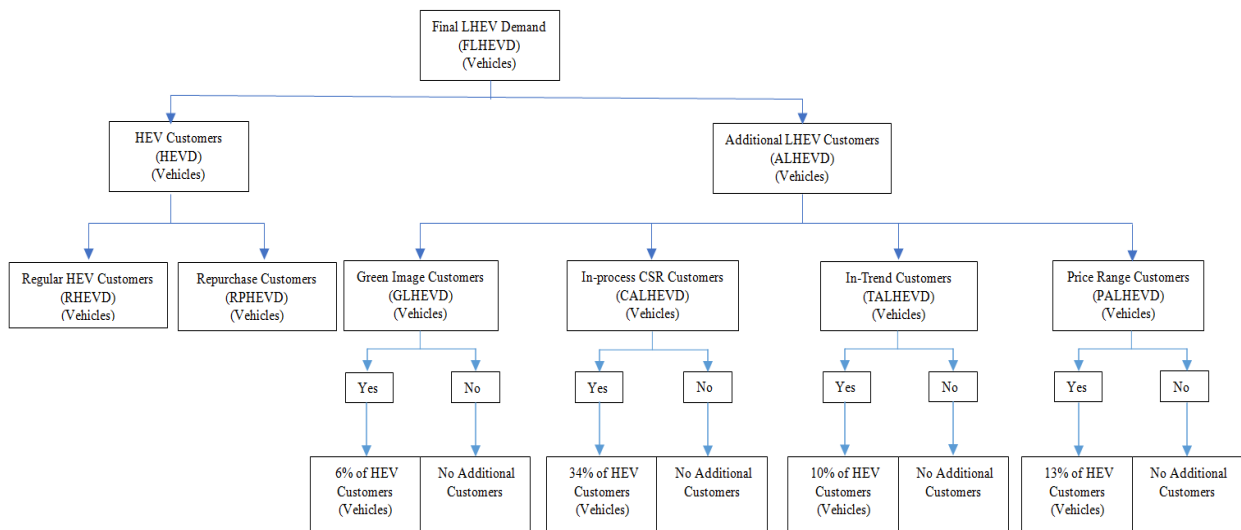 Final LHEV Demand
(FLHEVD)
(Vehicles)
HEV Customers
(HEVD)
(Vehicles)
Additional LHEV Customers
(ALHEVD)
(Vehicles)
Regular HEV Customers
(RHEVD)
(Vehicles)
Repurchase Customers
(RPHEVD)
(Vehicles)
Green Image Customers
(GLHEVD)
(Vehicles)
In-process CSR Customers
(CALHEVD)
(Vehicles)
In-Trend Customers
(TALHEVD)
(Vehicles)
Price Range Customers
(PALHEVD)
(Vehicles)
Yes
No
Yes
No
Yes
No
Yes
No
6% of HEV
Customers
(Vehicles)
No Additional
Customers
34% of HEV
Customers
(Vehicles)
No Additional
Customers
10% of HEV
Customers
(Vehicles)
No Additional
Customers
13% of HEV
Customers
(Vehicles)
No Additional
Customers